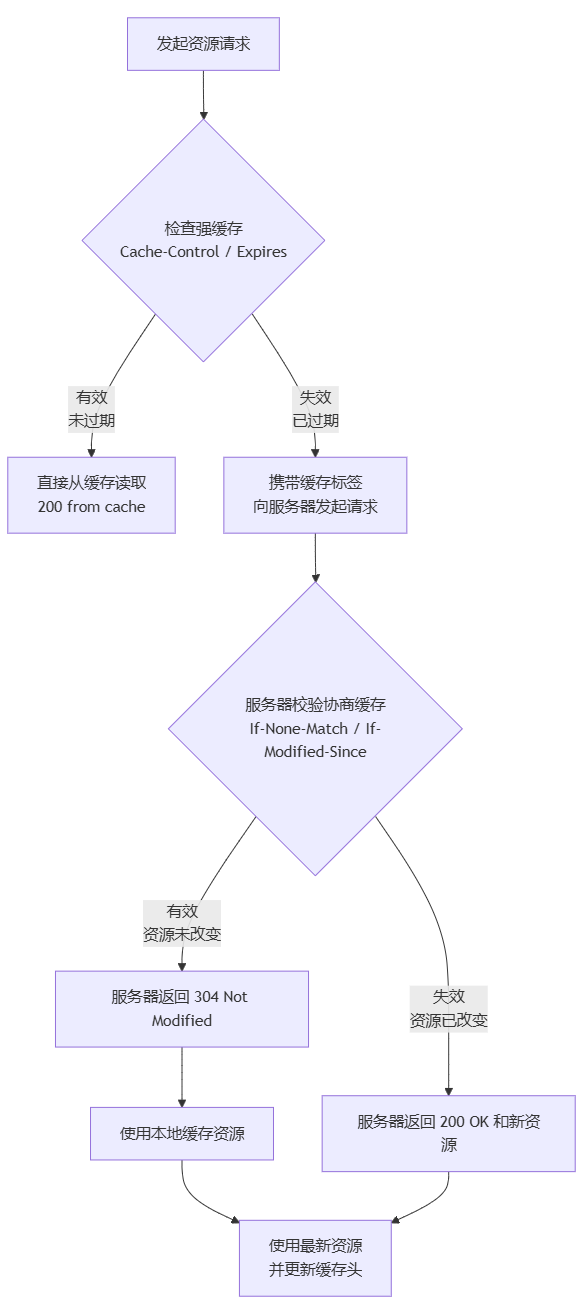 发起资源请求
检查强缓存
Cache-Control / Expires
有效
未过期
失效
已过期
直接从缓存读取
200 from cache
携带缓存标签
向服务器发起请求
服务器校验协商缓存
If-None-Match / If-
Modified-Since
有效
资源未改变
服务器返回 304 Not
Modified
失效
资源已改变
使用本地缓存资源
服务器返回 200 OK 和新资
源
使用最新资源
并更新缓存头